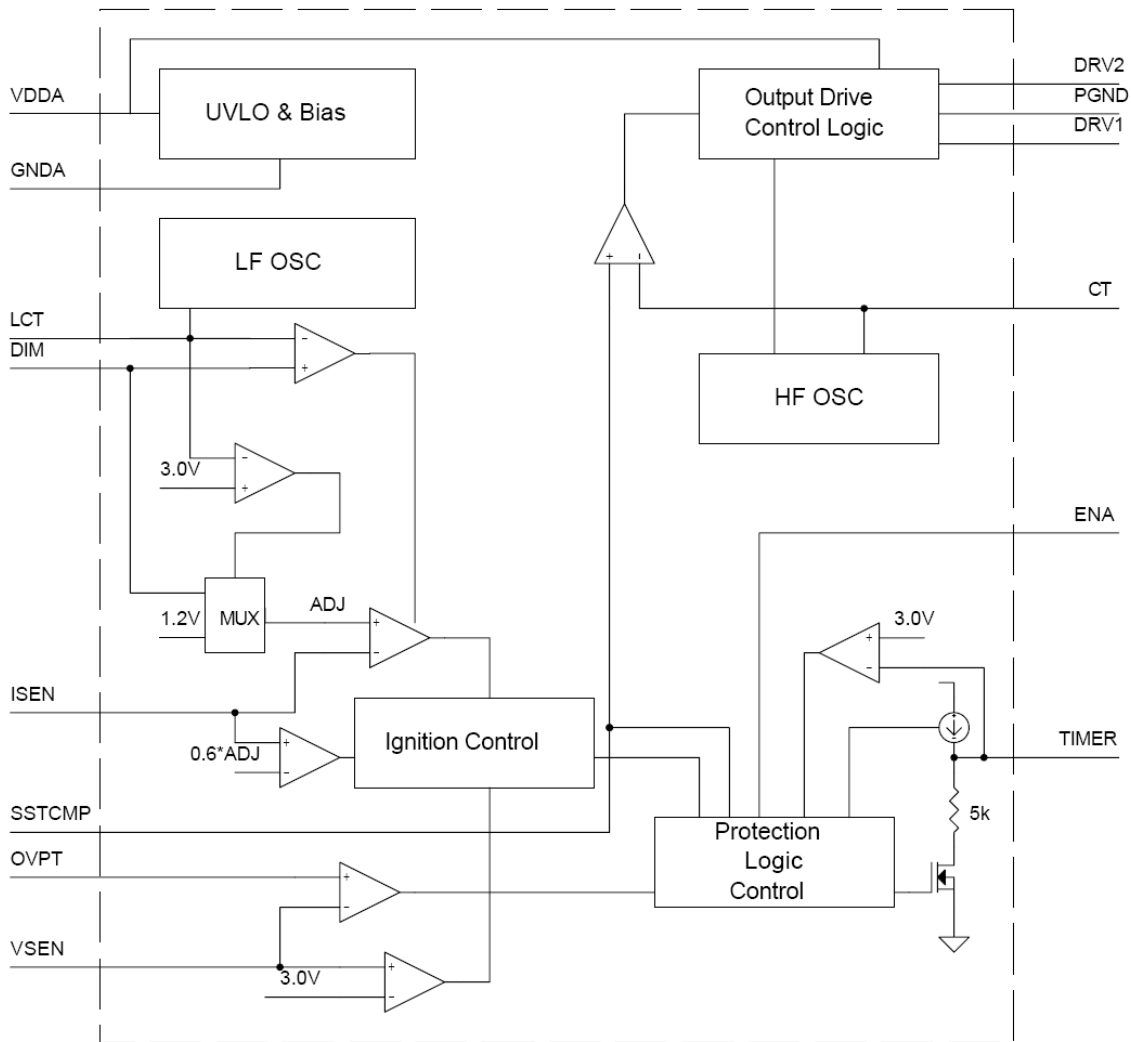 VDDA
UVLO & Bias
GNDA
Output Drive
Control Logic
DRV2
PGND
DRV1
LF OSC
+ -
CT
LCT
DIM
-
+
HF OSC
-
3.0V
+
ENA
1.2V
MUX
ADJ
+
-
3.0V
+
-
ISEN
+
0.6*ADJ
-
Ignition Control
TIMER
5k
SSTCMP
Protection
Logic
Control
OVPT
+
-
VSEN
+
3.0V
-